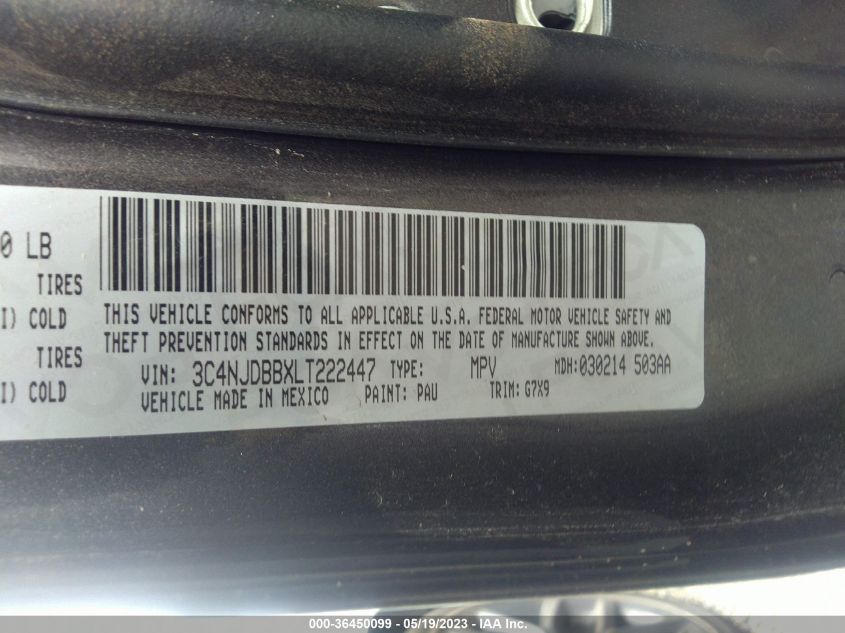 0 LB
TIRES
I) COLD
TIRES
I) COLD
THIS VEHICLE CONFORMS TO ALL APPLICABLE U.S.A. FEDERAL MOTOR VEHICLE SAFETY AND
THEFT PREVENTION STANDARDS IN EFFECT ON THE DATE OF MANUFACTURE SHOWN ABOVE.
VIN: 3C4NJDBBXLT222447 TYPE: MPV MDH:030214 503AA
VEHICLE MADE IN MEXICO PAINT: PAU TRIM: G7X9
000-36450099 - 05/19/2023 - IAA, Inc.